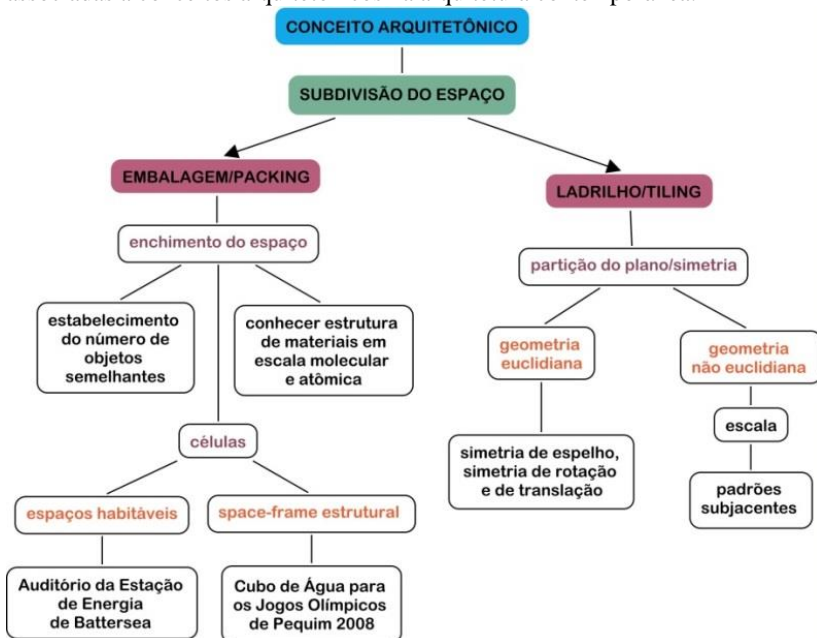 CONCEITO ARQUITETÔNICO
SUBDIVISÃO DO ESPAÇO
EMBALAGEM/PACKING
enchimento do espaço
estabelecimento
do número de
objetos
semelhantes
conhecer estrutura
de materiais em
escala molecular
e atômica
células
espaços habitáveis
space-frame estrutural
Auditório da Estação
de Energia
de Battersea
Cubo de Água para
os Jogos Olímpicos
de Pequim 2008
LADRILHO/TILING
partição do plano/simetria
geometria
euclidiana
simetria de espelho,
simetria de rotação
e de translação
geometria
não euclidiana
escala
padrões
subjacentes